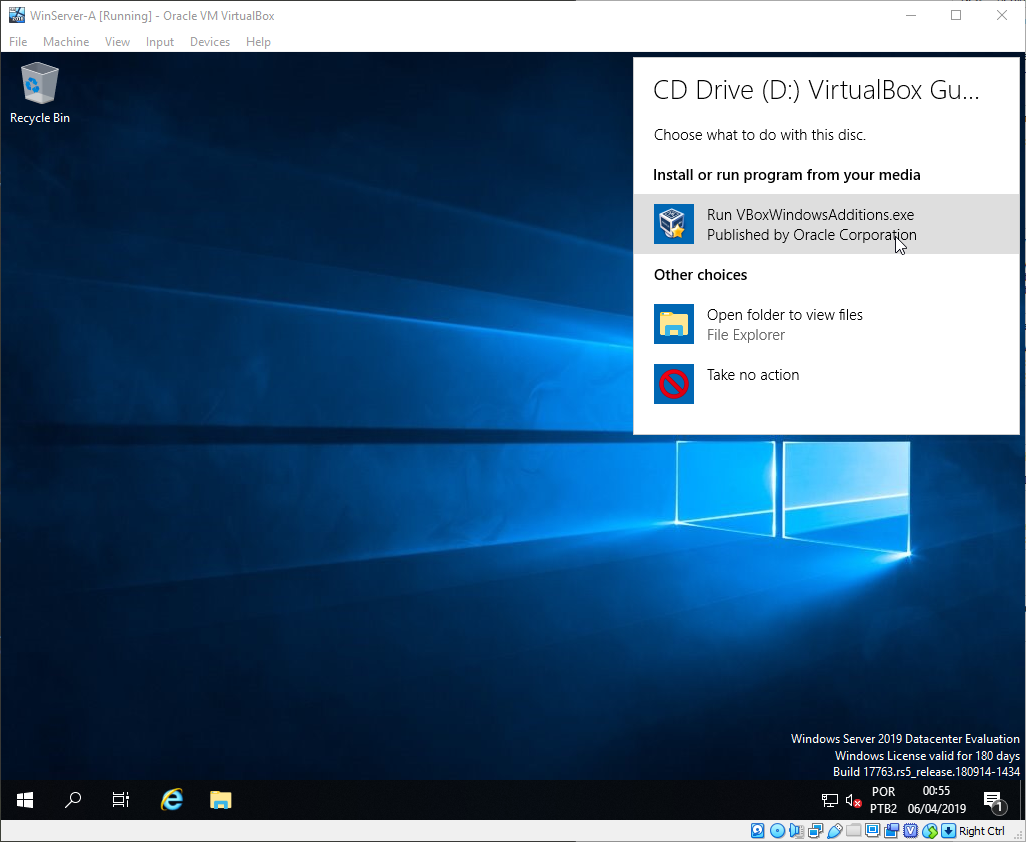 WinServer-A [Running] - Oracle VM VirtualBox
File Machine View Input Devices Help
Recycle Bin
CD Drive (D:) VirtualBox Gu...
Choose what to do with this disc.
Install or run program from your media
Run VBoxWindowsAdditions.exe
Published by Oracle Corporation
Other choices
Open folder to view files
File Explorer
Take no action
Windows Server 2019 Datacenter Evaluation
Windows License valid for 180 days
Build 17763.rs5_release.180914-1434
POR
PTB2
00:55
06/04/2019
1
Right Ctrl